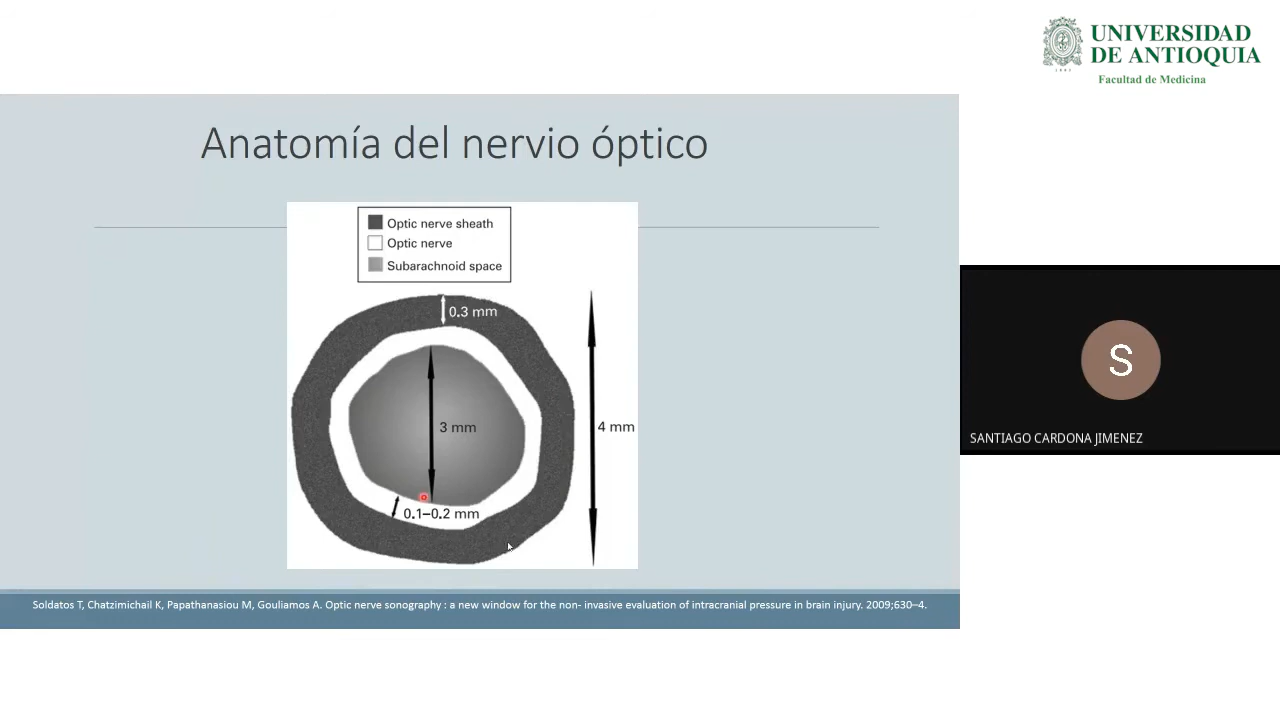 UNIVERSIDAD
DE ANTIOQUIA
1803
Facultad de Medicina
Anatomía del nervio óptico
Optic nerve sheath
Optic nerve
Subarachnoid space
0.3 mm
3 mm
4 mm
0.1–0.2 mm
S
SANTIAGO CARDONA JIMENEZ
Soldatos T, Chatzimichail K, Papathanasiou M, Gouliamos A. Optic nerve sonography : a new window for the non- invasive evaluation of intracranial pressure in brain injury. 2009;630–4.